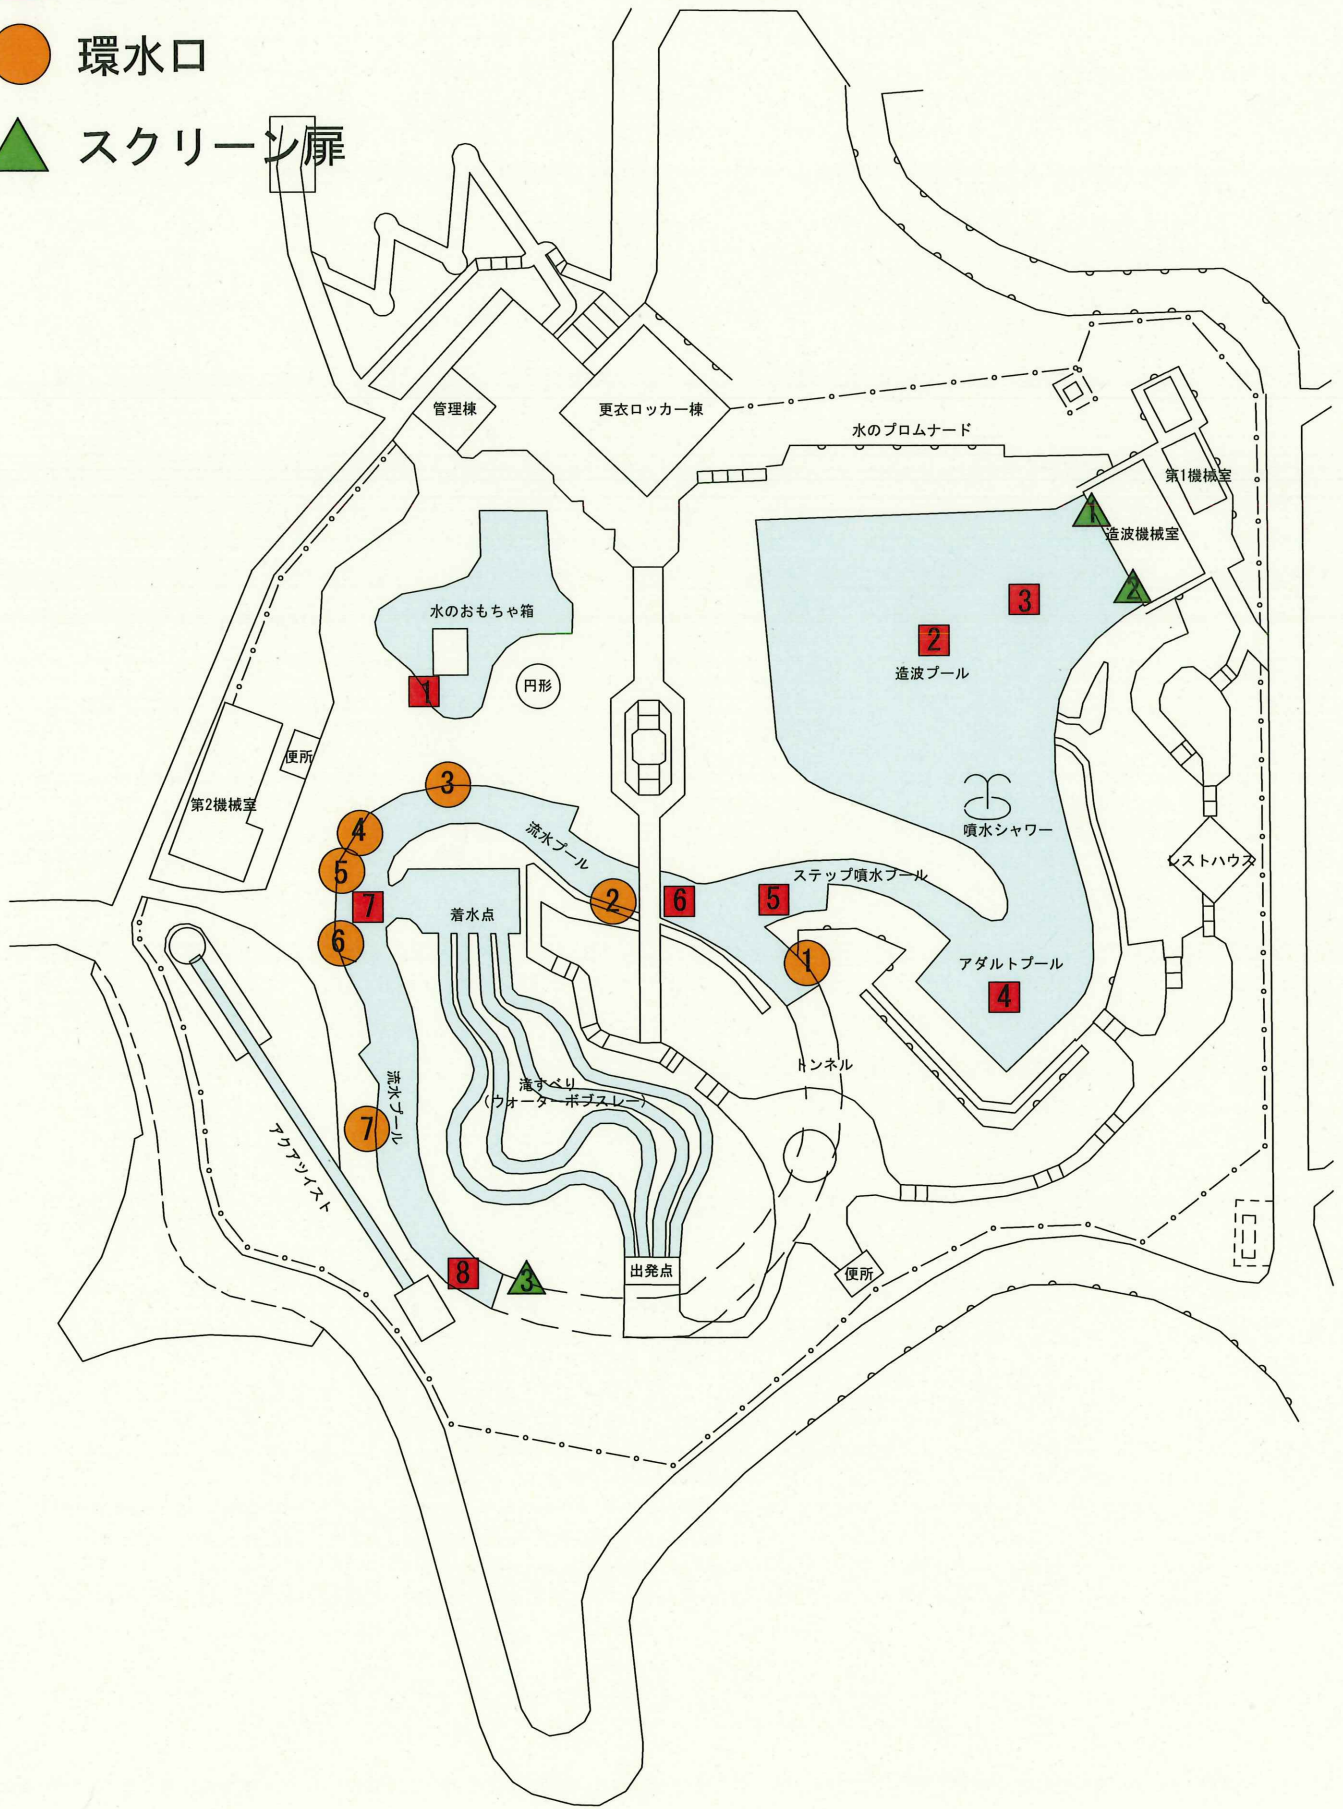 環水口
スクリーン扉
管理棟
更衣ロッカー棟
水のプロムナード
第1機械室
1
造波機械室
2
3
水のおもちゃ箱
2
造波プール
1
円形
便所
第2機械室
3
4
5
流水プール
噴水シャワー
レストハウス
ステップ噴水プール
7
着水点
2
6
5
6
1
アダルトプール
4
トンネル
滝すべり
(ウォーターボブスレー)
流水プール
7
アクアツイスト
8
3
出発点
便所